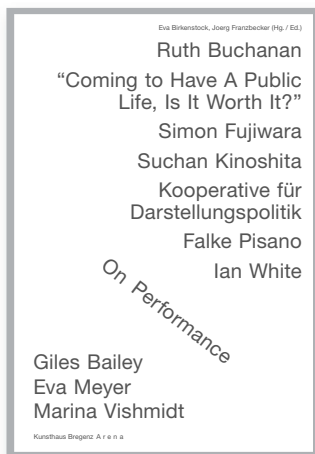 Eva Birkenstock, Joerg Franzbecker (Hg. / Ed.)
Ruth Buchanan
“Coming to Have A Public
Life, Is It Worth It?”
Simon Fujiwara
Suchan Kinoshita
Kooperative für
Darstellungspolitik
Falke Pisano
Ian White
On Performance
Giles Bailey
Eva Meyer
Marina Vishmidt
Kunsthaus Bregenz Arena